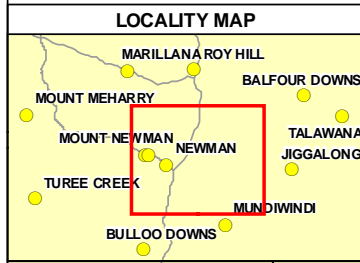 LOCALITY MAP
MARILLANA ROY HILL
BALFOUR DOWNS
MOUNT MEHARRY
TALAWANA
MOUNT NEWMAN
NEWMAN
JIGGALONG
TUREE CREEK
MUNDIWINDI
BULLOO DOWNS